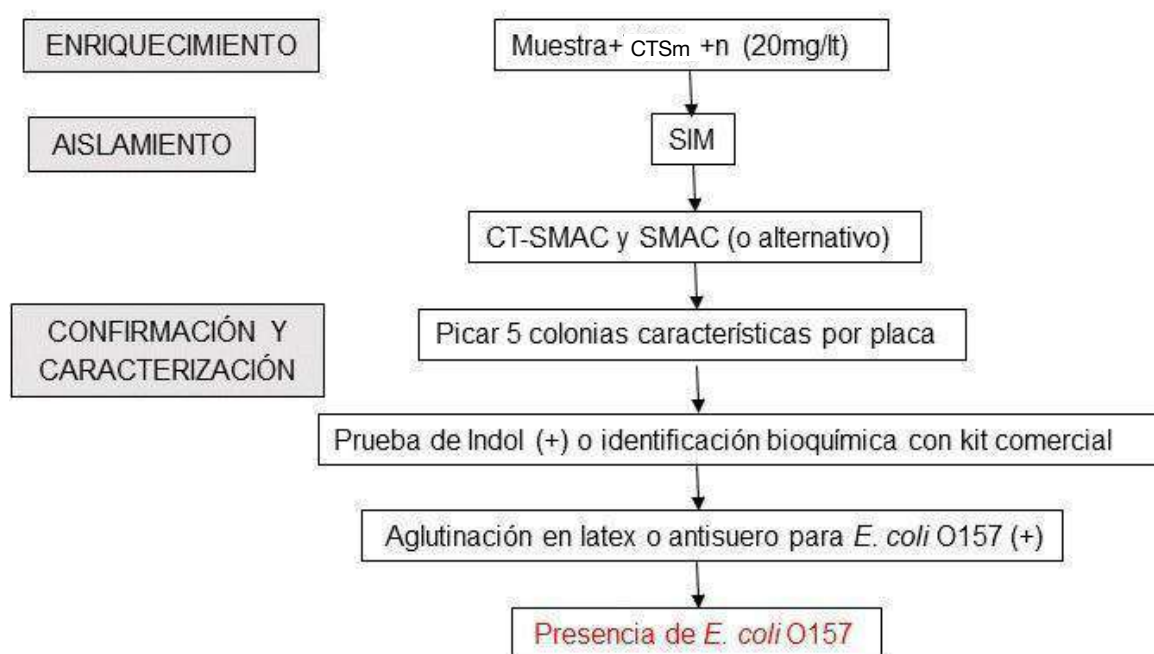 ENRIQUECIMIENTO
Muestra+ CTSm +n (20mg/lt)
AISLAMIENTO
SIM
CT-SMAC y SMAC (o alternativo)
CONFIRMACIÓN Y
CARACTERIZACIÓN
Picar 5 colonias características por placa
Prueba de Indol (+) o identificación bioquímica con kit comercial
Aglutinación en latex o antisuero para E. coli O157 (+)
Presencia de E. coli O157